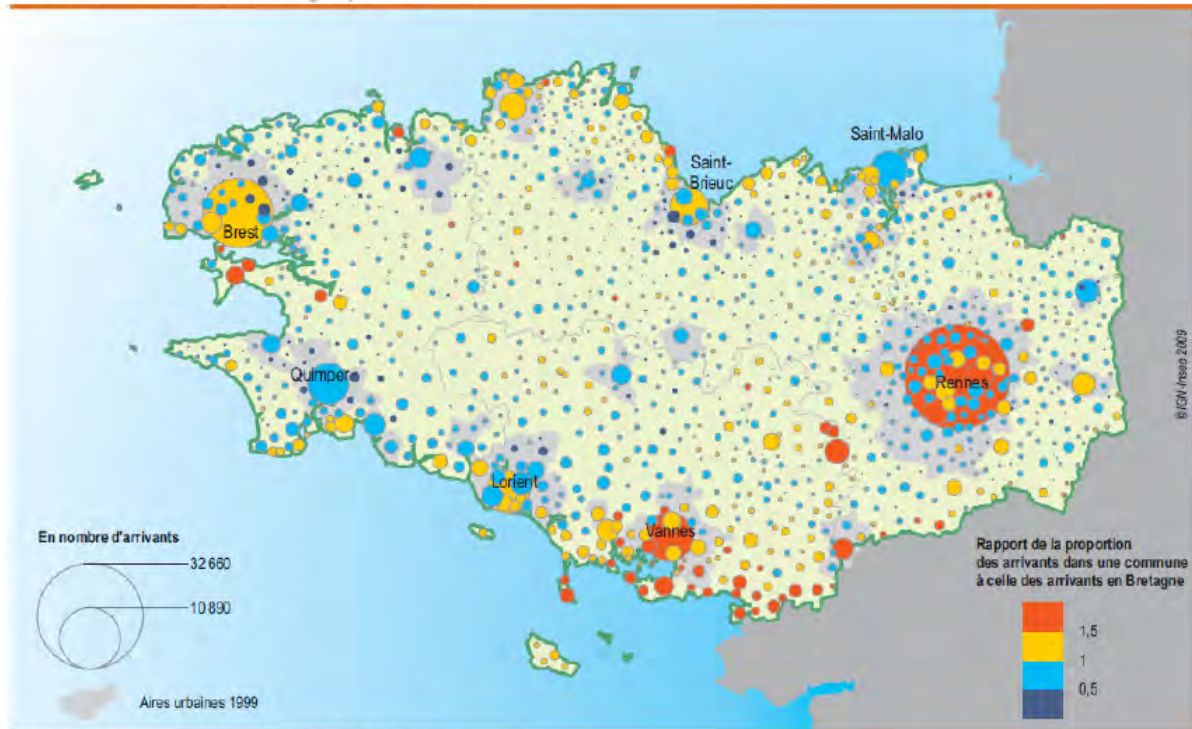 Saint-Malo
Saint-
Brieuc
Brest
Quimper
Rennes
Lorient
Vannes
En nombre d'arrivants
32 660
10 890
Aires urbaines 1999
Rapport de la proportion
des arrivants dans une commune
à celle des arrivants en Bretagne
1,5
1
0,5
©IGN-Insee 2009